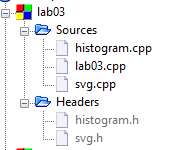 lab03
Sources
histogram.cpp
lab03.cpp
svg.cpp
Headers
histogram.h
svg.h